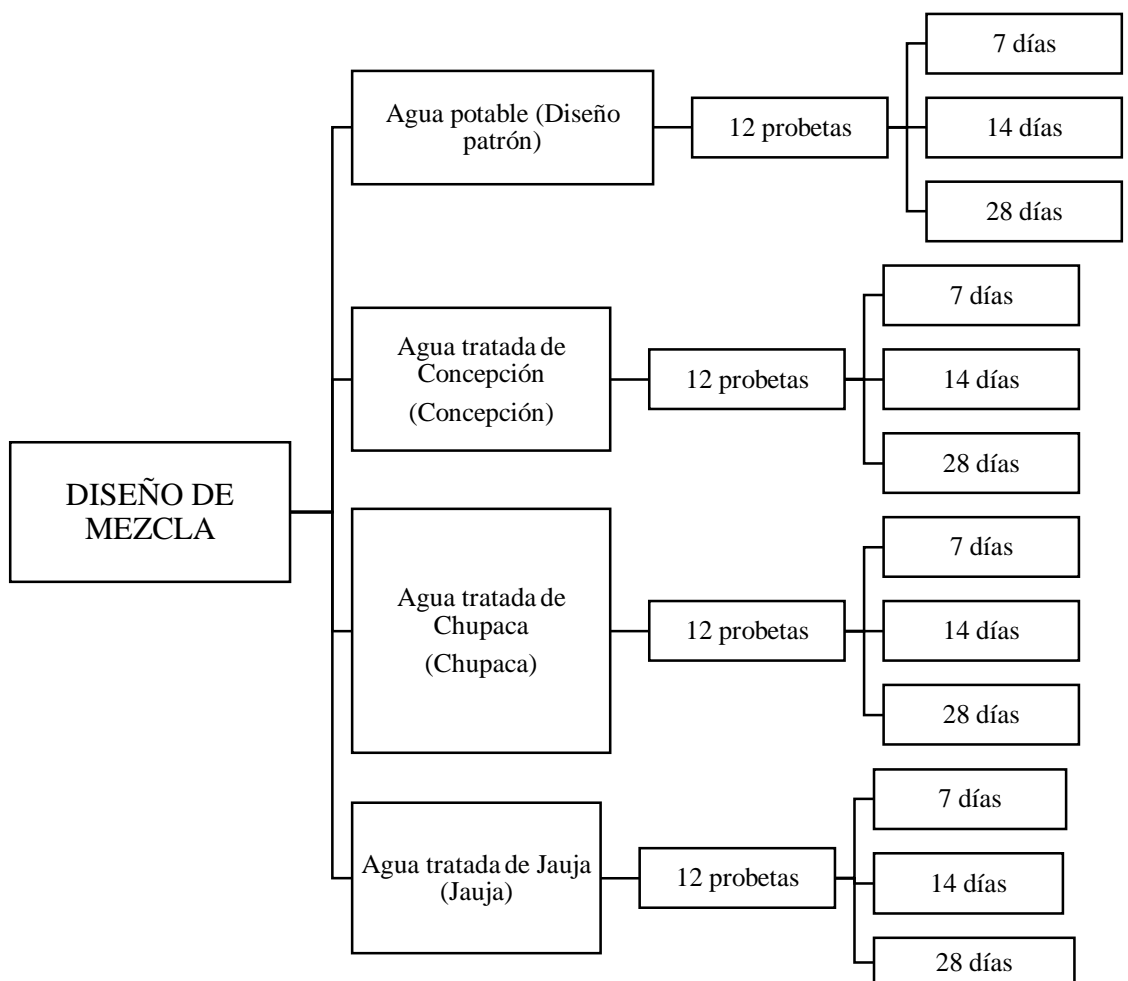 DISEÑO DE
MEZCLA
Agua potable (Diseño
patrón)
12 probetas
7 días
14 días
28 días
Agua tratada de
Concepción
(Concepción)
12 probetas
7 días
14 días
28 días
Agua tratada de
Chupaca
(Chupaca)
12 probetas
7 días
14 días
28 días
Agua tratada de Jauja
(Jauja)
12 probetas
7 días
14 días
28 días